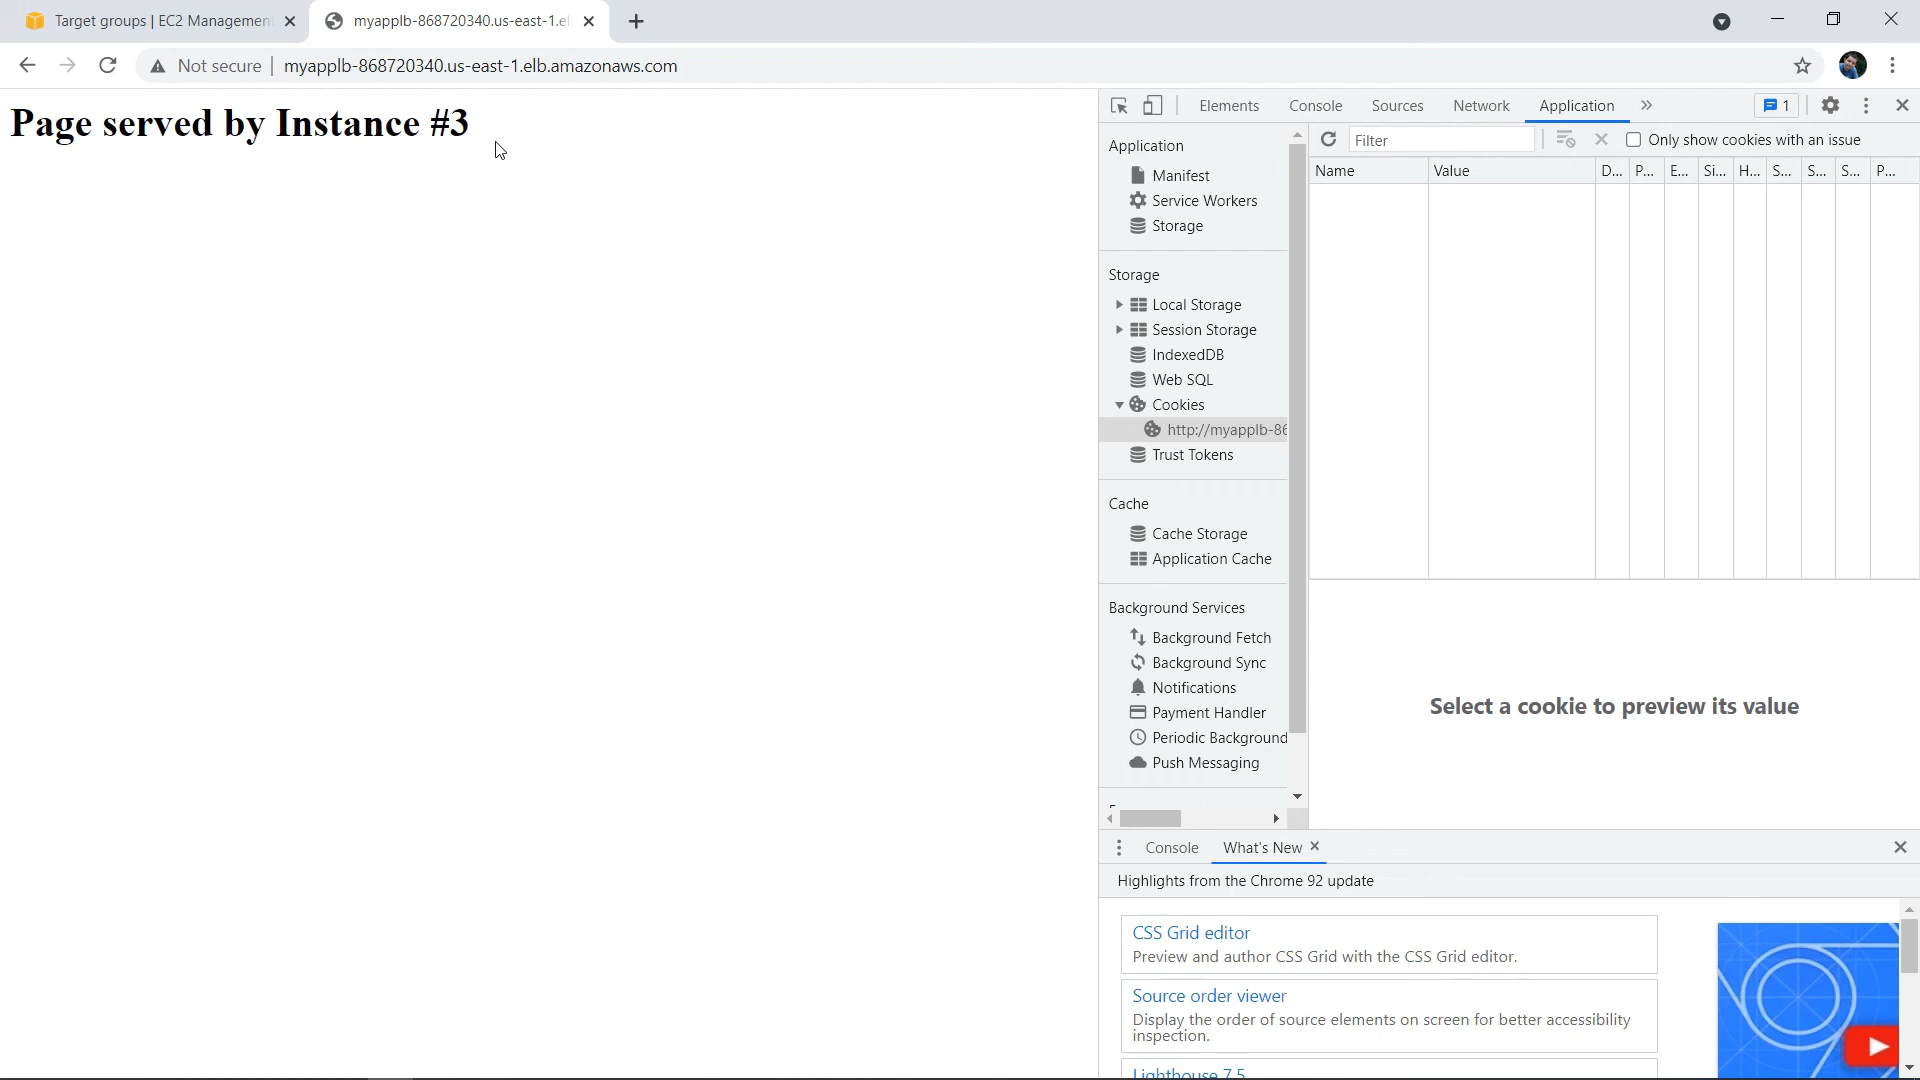 Target groups | EC2 Managemen
myapplb-868720340.us-east-1.el
Not secure
myapplb-868720340.us-east-1.elb.amazonaws.com
Page served by Instance #3
Elements
Console
Sources
Network
Application
»
1
Application
Manifest
Service Workers
Storage
Storage
Local Storage
Session Storage
IndexedDB
Web SQL
Cookies
http://myapplb-86
Trust Tokens
Cache
Cache Storage
Application Cache
Background Services
Background Fetch
Background Sync
Notifications
Payment Handler
Periodic Background
Push Messaging
Filter
Only show cookies with an issue
Name
Value
D...
P...
E...
Si...
H...
S...
S...
S...
P...
Select a cookie to preview its value
Console
What's New
Highlights from the Chrome 92 update
CSS Grid editor
Preview and author CSS Grid with the CSS Grid editor.
Source order viewer
Display the order of source elements on screen for better accessibility
inspection.
Lighthouse 7.5